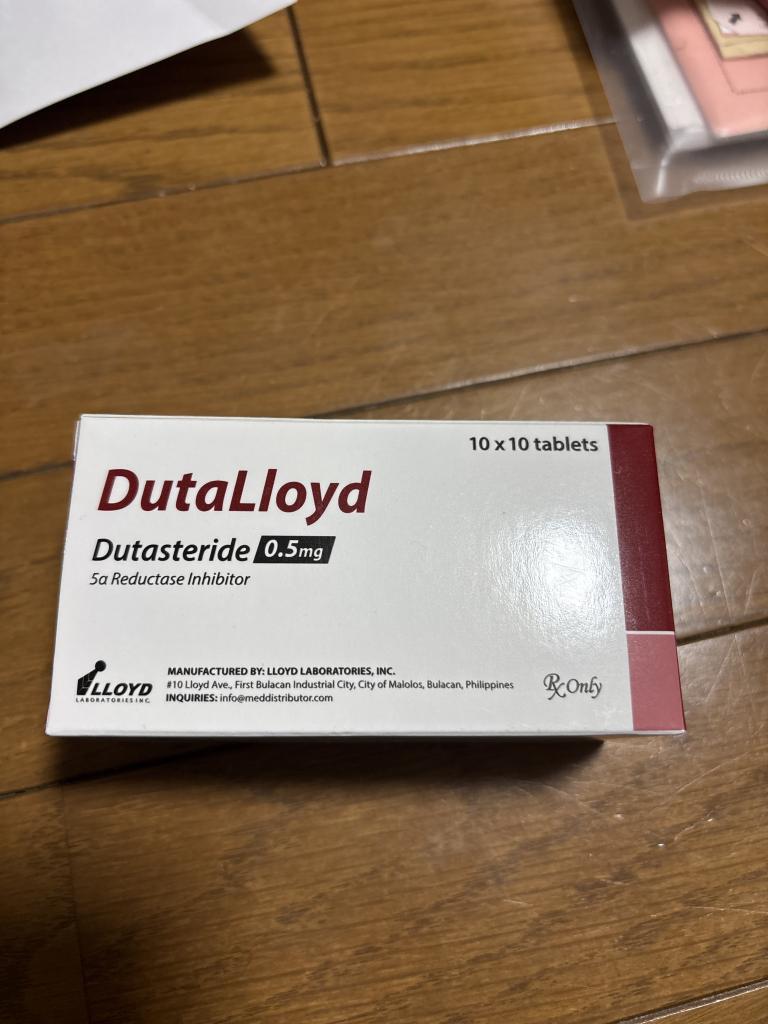 10 x 10 tablets
DutaLloyd
Dutasteride 0.5mg
5α Reductase Inhibitor
LLOYD
LABORATORIES INC.
MANUFACTURED BY: LLOYD LABORATORIES, INC.
#10 Lloyd Ave., First Bulacan Industrial City, City of Malolos, Bulacan, Philippines
INQUIRIES: info@meddistributor.com
Rx Only